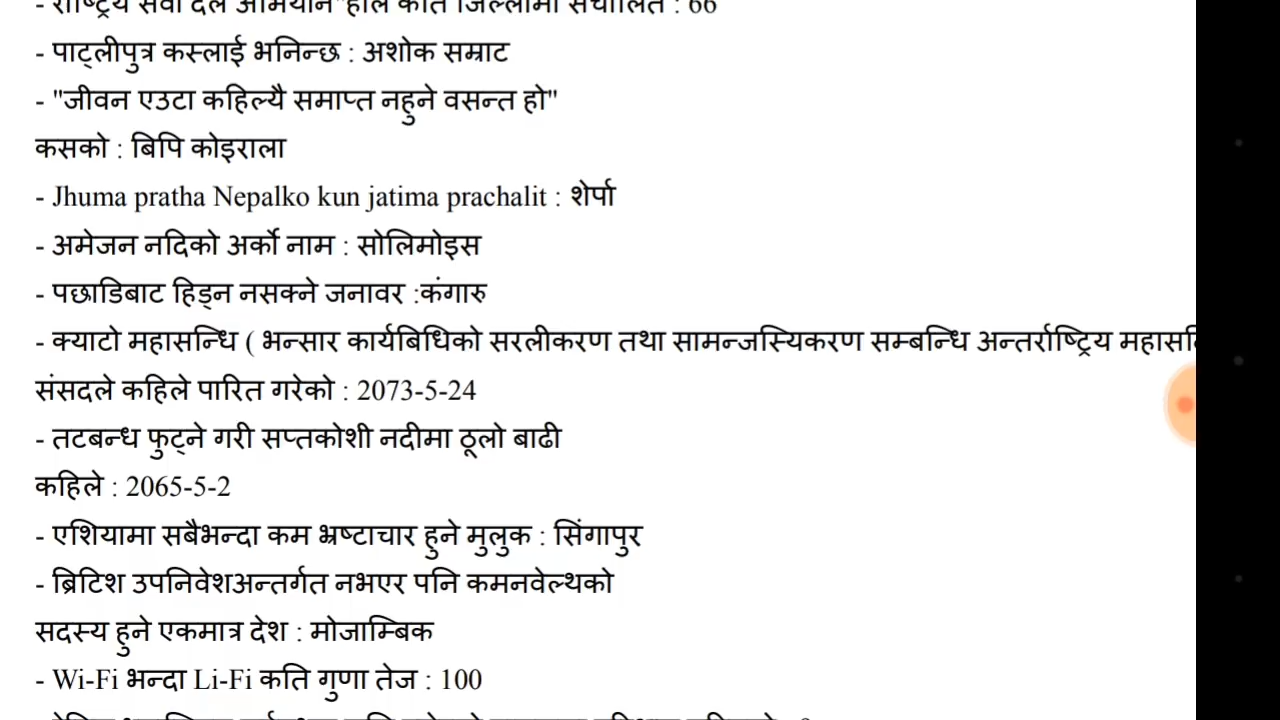 - राष्ट्रिय सेवा दल अभियान"हाल कति जिल्लामा संचालित : 66
- पाट्लीपुत्र कस्लाई भनिन्छ : अशोक सम्राट
- "जीवन एउटा कहिल्यै समाप्त नहुने वसन्त हो"
कसको : बिपि कोइराला
- Jhuma pratha Nepalko kun jatima prachalit : शेर्पा
- अमेजन नदिको अर्को नाम : सोलिमोइस
- पछाडिबाट हिड्न नसक्ने जनावर :कंगारु
- क्याटो महासन्धि ( भन्सार कार्यबिधिको सरलीकरण तथा सामन्जस्यिकरण सम्बन्धि अन्तर्राष्ट्रिय
संसदले कहिले पारित गरेको : 2073-5-24
- तटबन्ध फुट्ने गरी सप्तकोशी नदीमा ठूलो बाढी
कहिले : 2065-5-2
- एशियामा सबैभन्दा कम भ्रष्टाचार हुने मुलुक : सिंगापुर
- ब्रिटिश उपनिवेशअन्तर्गत नभएर पनि कमनवेल्थको
सदस्य हुने एकमात्र देश : मोजाम्बिक
- Wi-Fi भन्दा Li-Fi कति गुणा तेज : 100